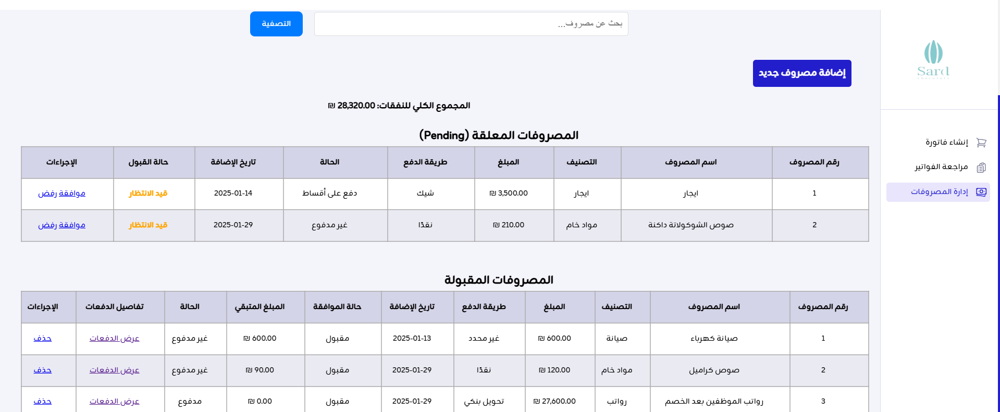 بحث عن مصروف...
التصفية
Sard
إضافة مصروف جديد
المجموع الكلي للنفقات: 28,320.00 ₪
إنشاء فاتورة
مراجعة الفواتير
إدارة المصروفات
المصروفات المعلقة (Pending)
رقم المصروف اسم المصروف التصنيف المبلغ طريقة الدفع الحالة تاريخ الإضافة حالة القبول الإجراءات
1 ايجار ايجار 3,500.00 ₪ شيك دفع على أقساط 2025-01-14 قيد الانتظار موافقة رفض
2 صوص الشوكولاتة داكنة مواد خام 210.00 ₪ نقدًا غير مدفوع 2025-01-29 قيد الانتظار موافقة رفض
المصروفات المقبولة
رقم المصروف اسم المصروف التصنيف المبلغ طريقة الدفع تاريخ الإضافة حالة الموافقة المبلغ المتبقي الحالة تفاصيل الدفعات الإجراءات
1 صيانة كهرباء صيانة 600.00 ₪ غير محدد 2025-01-13 مقبول 600.00 ₪ غير مدفوع عرض الدفعات حذف
2 صوص كراميل مواد خام 120.00 ₪ نقدًا 2025-01-29 مقبول 90.00 ₪ غير مدفوع عرض الدفعات حذف
3 رواتب الموظفين بعد الخصم رواتب 27,600.00 ₪ تحويل بنكي 2025-01-29 مقبول 0.00 ₪ مدفوع عرض الدفعات حذف